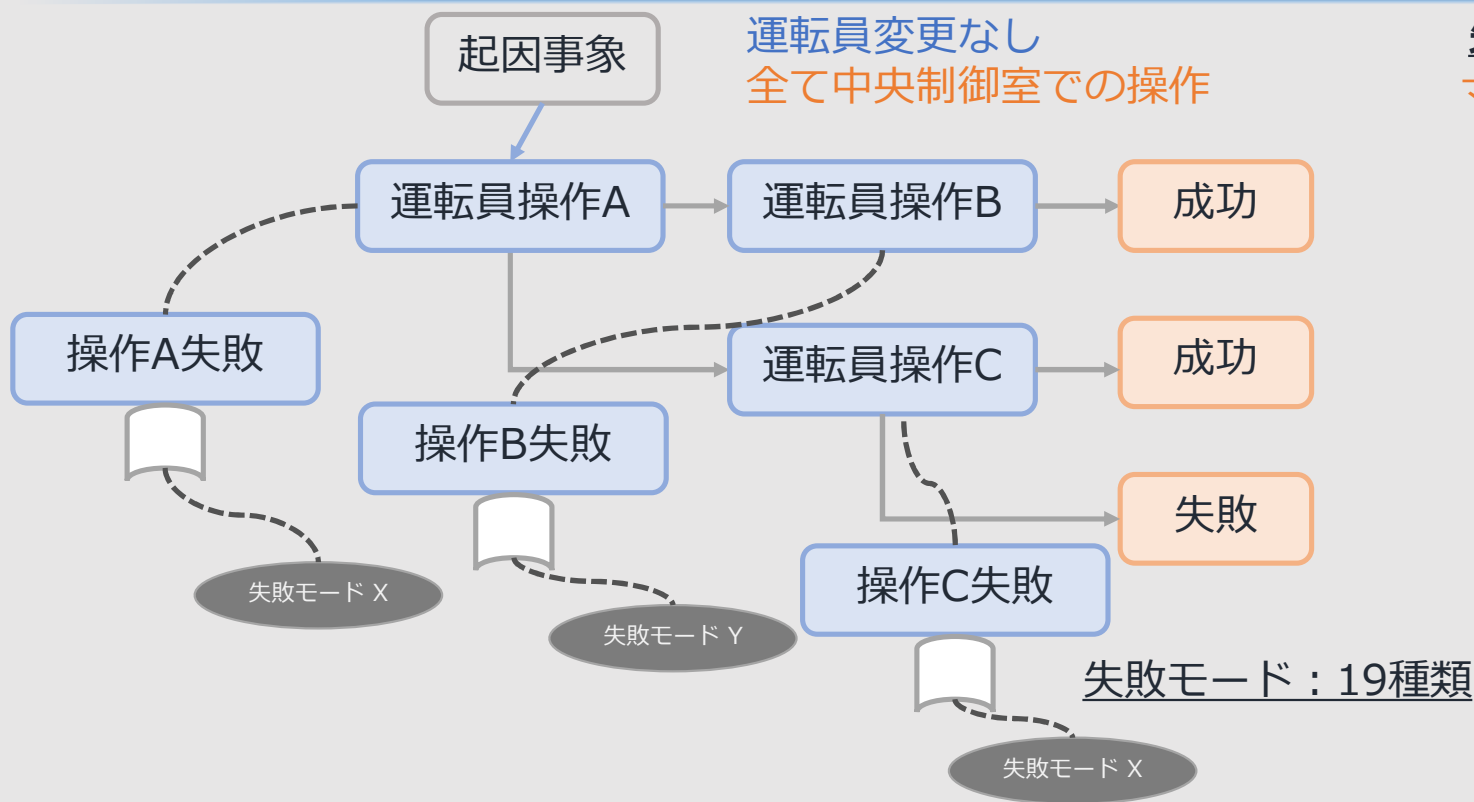 起因事象
運転員変更なし
全て中央制御室での操作
運転員操作A
運転員操作B
成功
操作A失敗
運転員操作C
成功
操作B失敗
失敗
操作C失敗
失敗モード X
失敗モード Y
失敗モード：19種類
失敗モード X